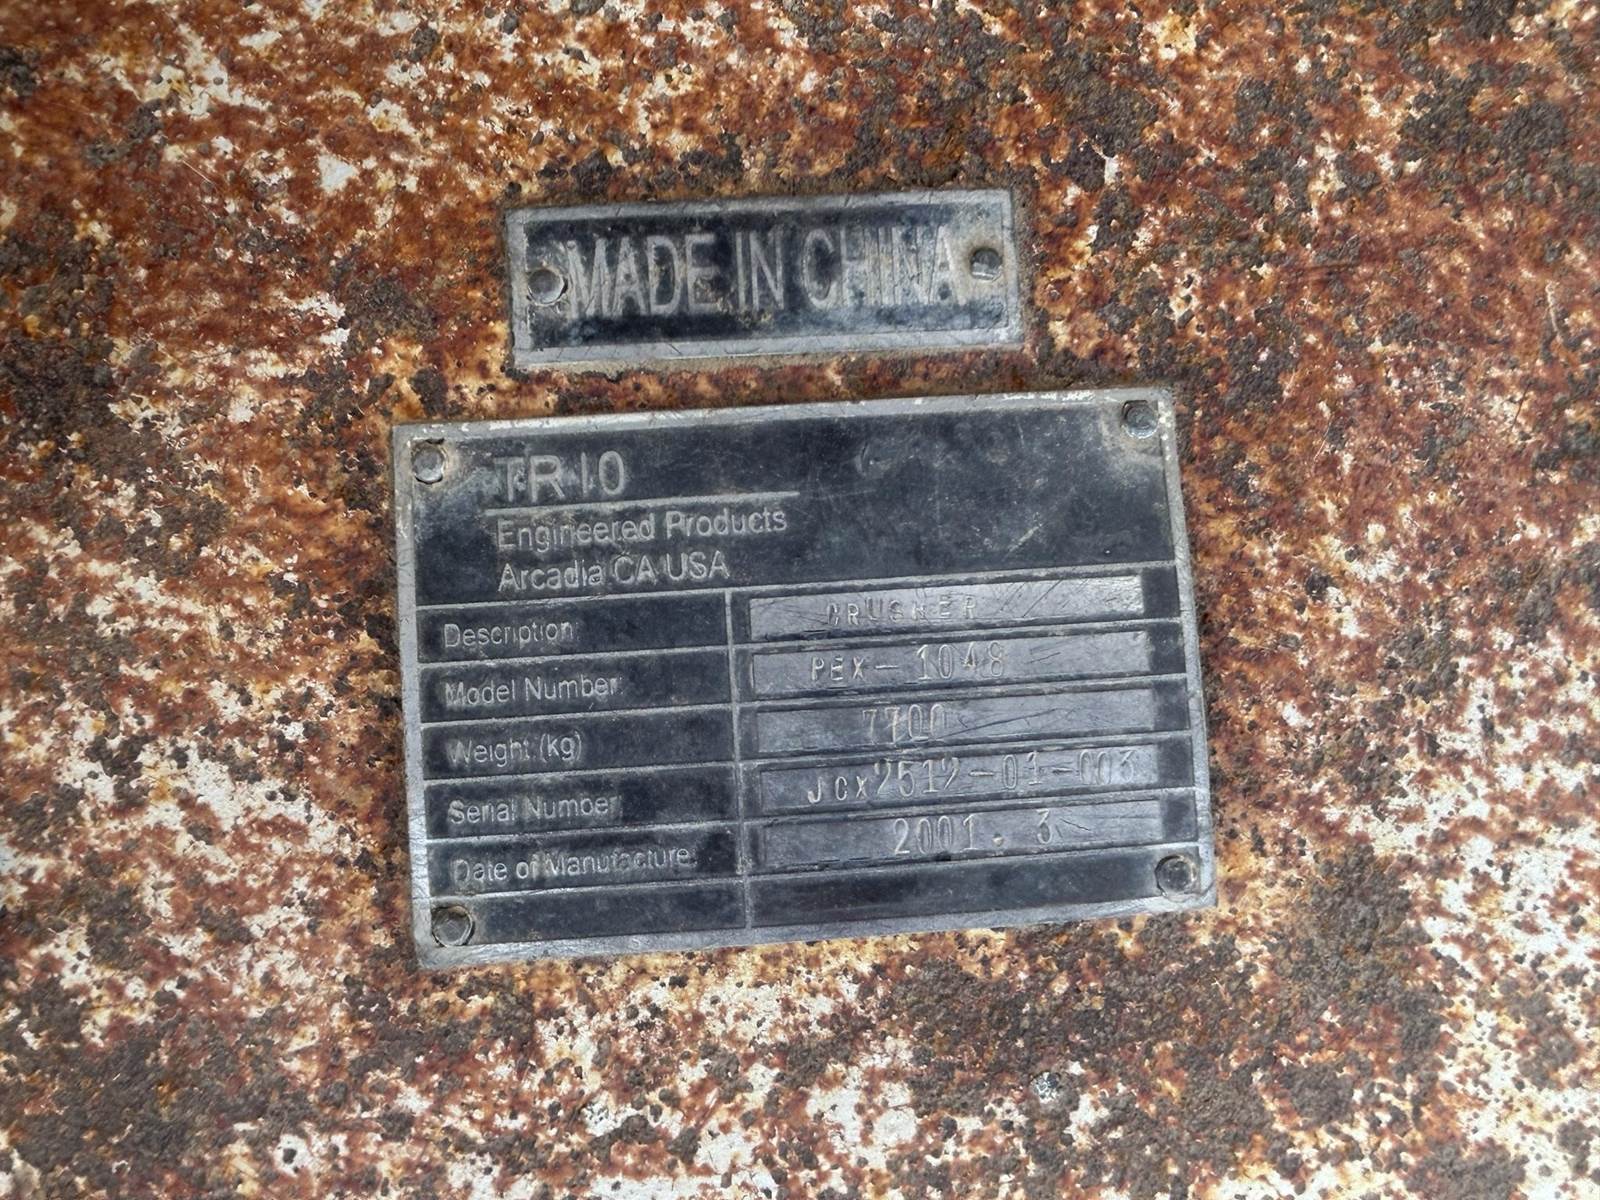 MADE IN CHINA
TRIO
Engineered Products
Arcadia CA USA
Description: CRUSHER
Model Number: PEX-1048
Weight (kg) 7700
Serial Number: JCX2512-01-003
Date of Manufacture: 2001.3